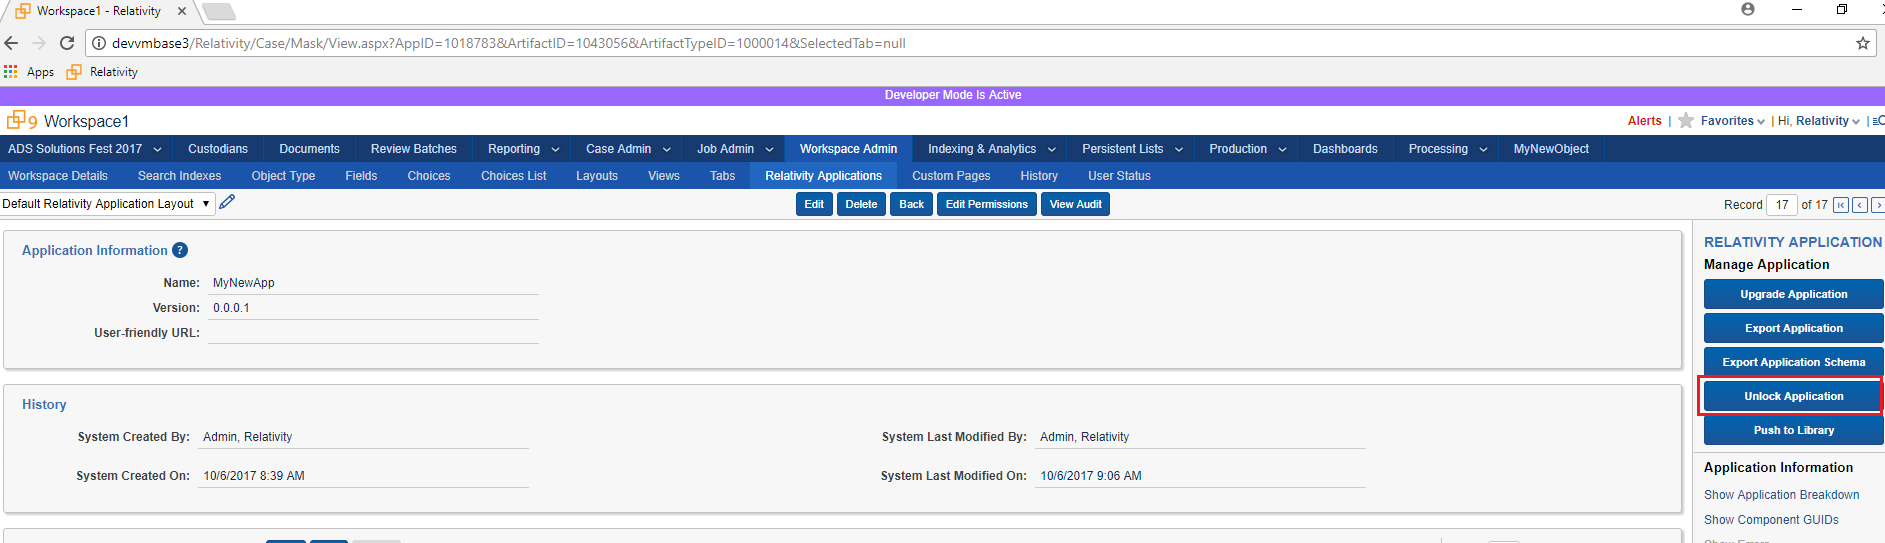 Workspace1 - Relativity
devvmbase3/Relativity/Case/Mask/View.aspx?AppID=1018783&ArtifactID=1043056&ArtifactTypeID=1000014&SelectedTab=null
Apps Relativity
Developer Mode Is Active
9 Workspace1 Alerts | Favorites | Hi, Relativity |
ADS Solutions Fest 2017 Custodians Documents Review Batches Reporting Case Admin Job Admin Workspace Admin Indexing & Analytics Persistent Lists Production Dashboards Processing MyNewObject
Workspace Details Search Indexes Object Type Fields Choices Choices List Layouts Views Tabs Relativity Applications Custom Pages History User Status
Default Relativity Application Layout Edit Delete Back Edit Permissions View Audit Record 17 of 17
Application Information ?
Name: MyNewApp
Version: 0.0.0.1
User-friendly URL:
History
System Created By: Admin, Relativity System Last Modified By: Admin, Relativity
System Created On: 10/6/2017 8:39 AM System Last Modified On: 10/6/2017 9:06 AM
RELATIVITY APPLICATION
Manage Application
Upgrade Application
Export Application
Export Application Schema
Unlock Application
Push to Library
Application Information
Show Application Breakdown
Show Component GUIDs